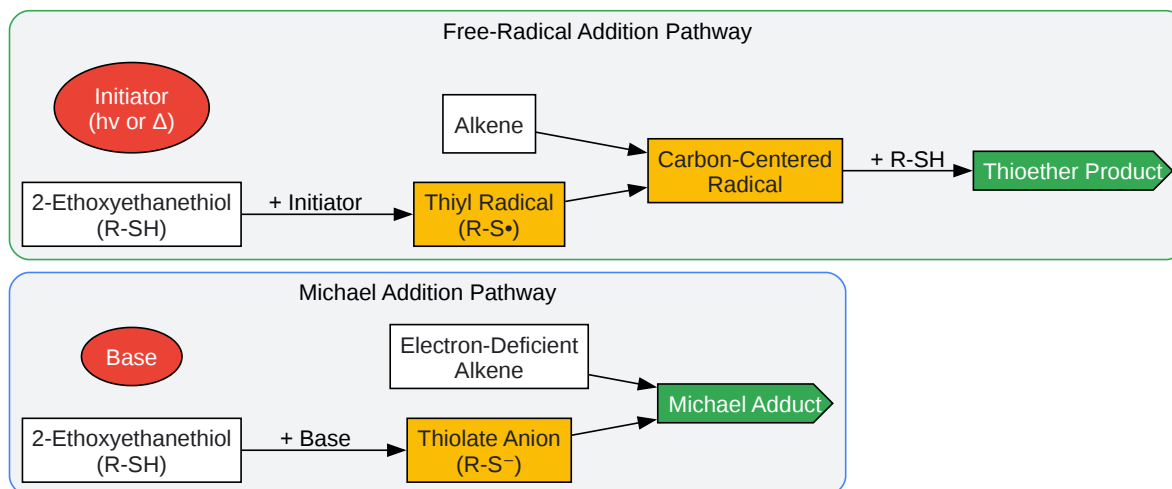 Free-Radical Addition Pathway
Initiator
(hv or Δ)
Alkene
Carbon-Centered
Radical
+ R-SH
Thioether Product
2-Ethoxyethanethiol
(R-SH)
+ Initiator
Thiyl Radical
(R-S•)
Michael Addition Pathway
Base
Electron-Deficient
Alkene
Michael Adduct
2-Ethoxyethanethiol
(R-SH)
+ Base
Thiolate Anion
(R-S⁻)